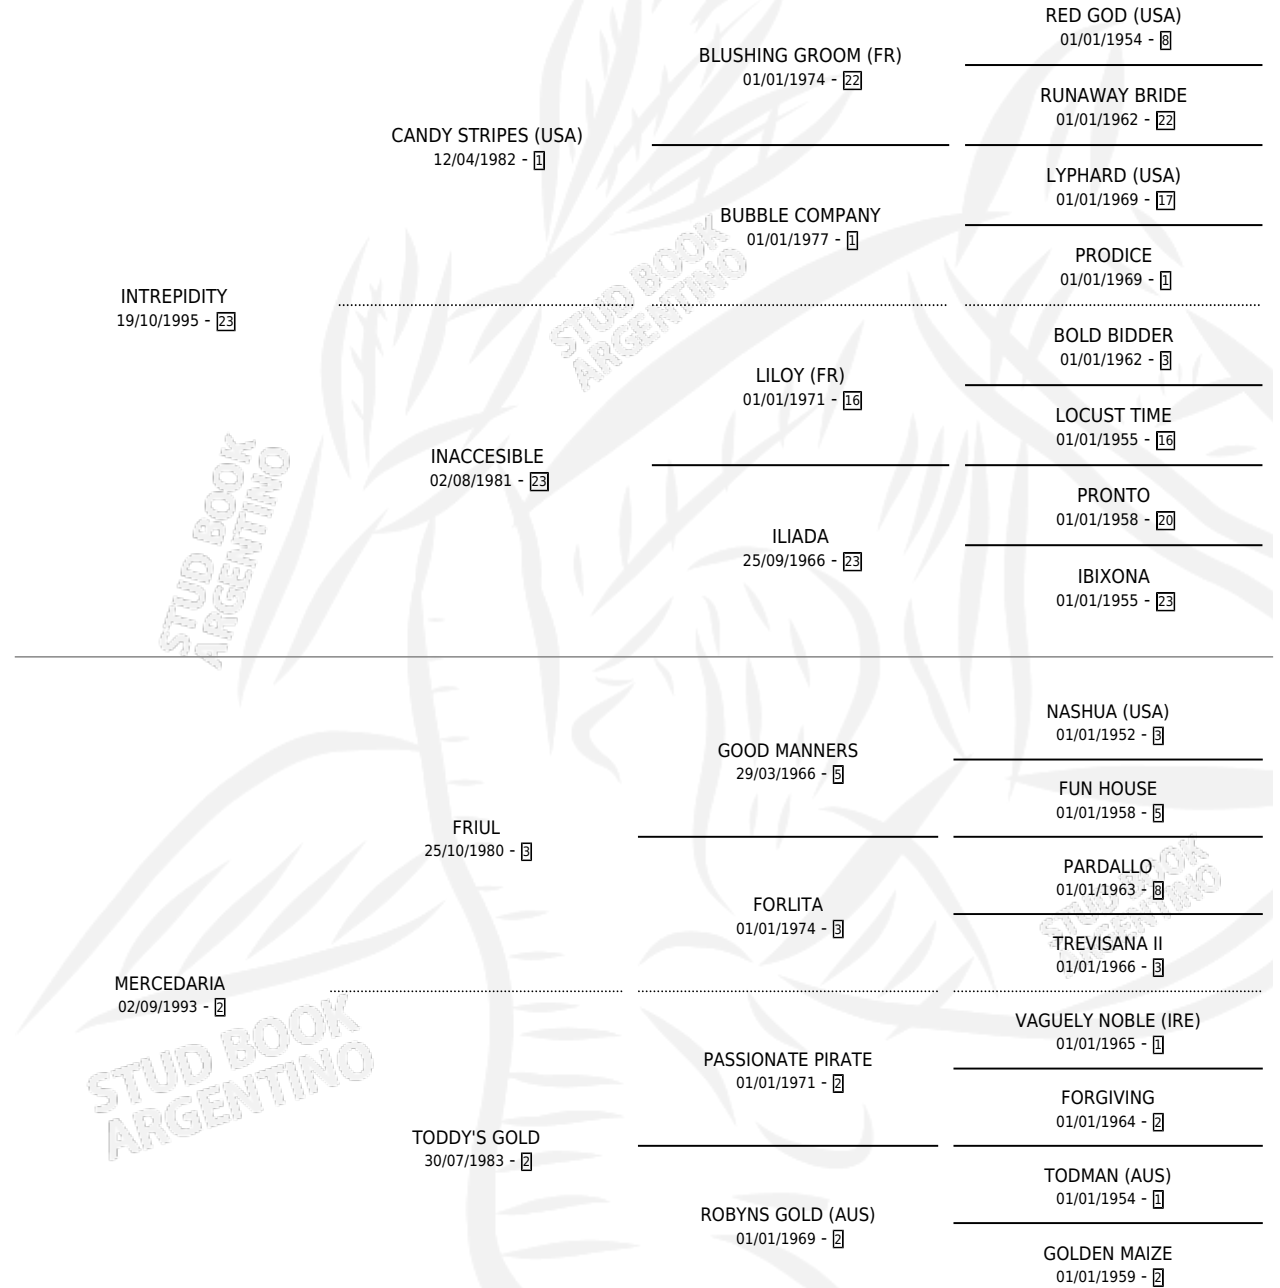 RED GOD (USA)
01/01/1954 - 8
BLUSHING GROOM (FR)
01/01/1974 - 22
RUNAWAY BRIDE
01/01/1962 - 22
CANDY STRIPES (USA)
12/04/1982 - 1
LYPHARD (USA)
01/01/1969 - 17
BUBBLE COMPANY
01/01/1977 - 1
PRODICE
01/01/1969 - 1
INTREPIDITY
19/10/1995 - 23
STUD BOOK
ARGENTINO
BOLD BIDDER
01/01/1962 - 3
LILOY (FR)
01/01/1971 - 16
LOCUST TIME
01/01/1955 - 16
INACCESIBLE
02/08/1981 - 23
PRONTO
01/01/1958 - 20
ILIADA
25/09/1966 - 23
IBIXONA
01/01/1955 - 23
STUD BOOK
ARGENTINO
NASHUA (USA)
01/01/1952 - 3
GOOD MANNERS
29/03/1966 - 5
FUN HOUSE
01/01/1958 - 5
FRIUL
25/10/1980 - 3
PARDALLO
01/01/1963 - 8
FORLITA
01/01/1974 - 3
STUD BOOK
ARGENTINO
TREVISANA II
01/01/1966 - 3
MERCEDARIA
02/09/1993 - 2
VAGUELY NOBLE (IRE)
01/01/1965 - 1
PASSIONATE PIRATE
01/01/1971 - 2
STUD BOOK
ARGENTINO
FORGIVING
01/01/1964 - 2
TODDY'S GOLD
30/07/1983 - 2
TODMAN (AUS)
01/01/1954 - 1
ROBYNS GOLD (AUS)
01/01/1969 - 2
GOLDEN MAIZE
01/01/1959 - 2